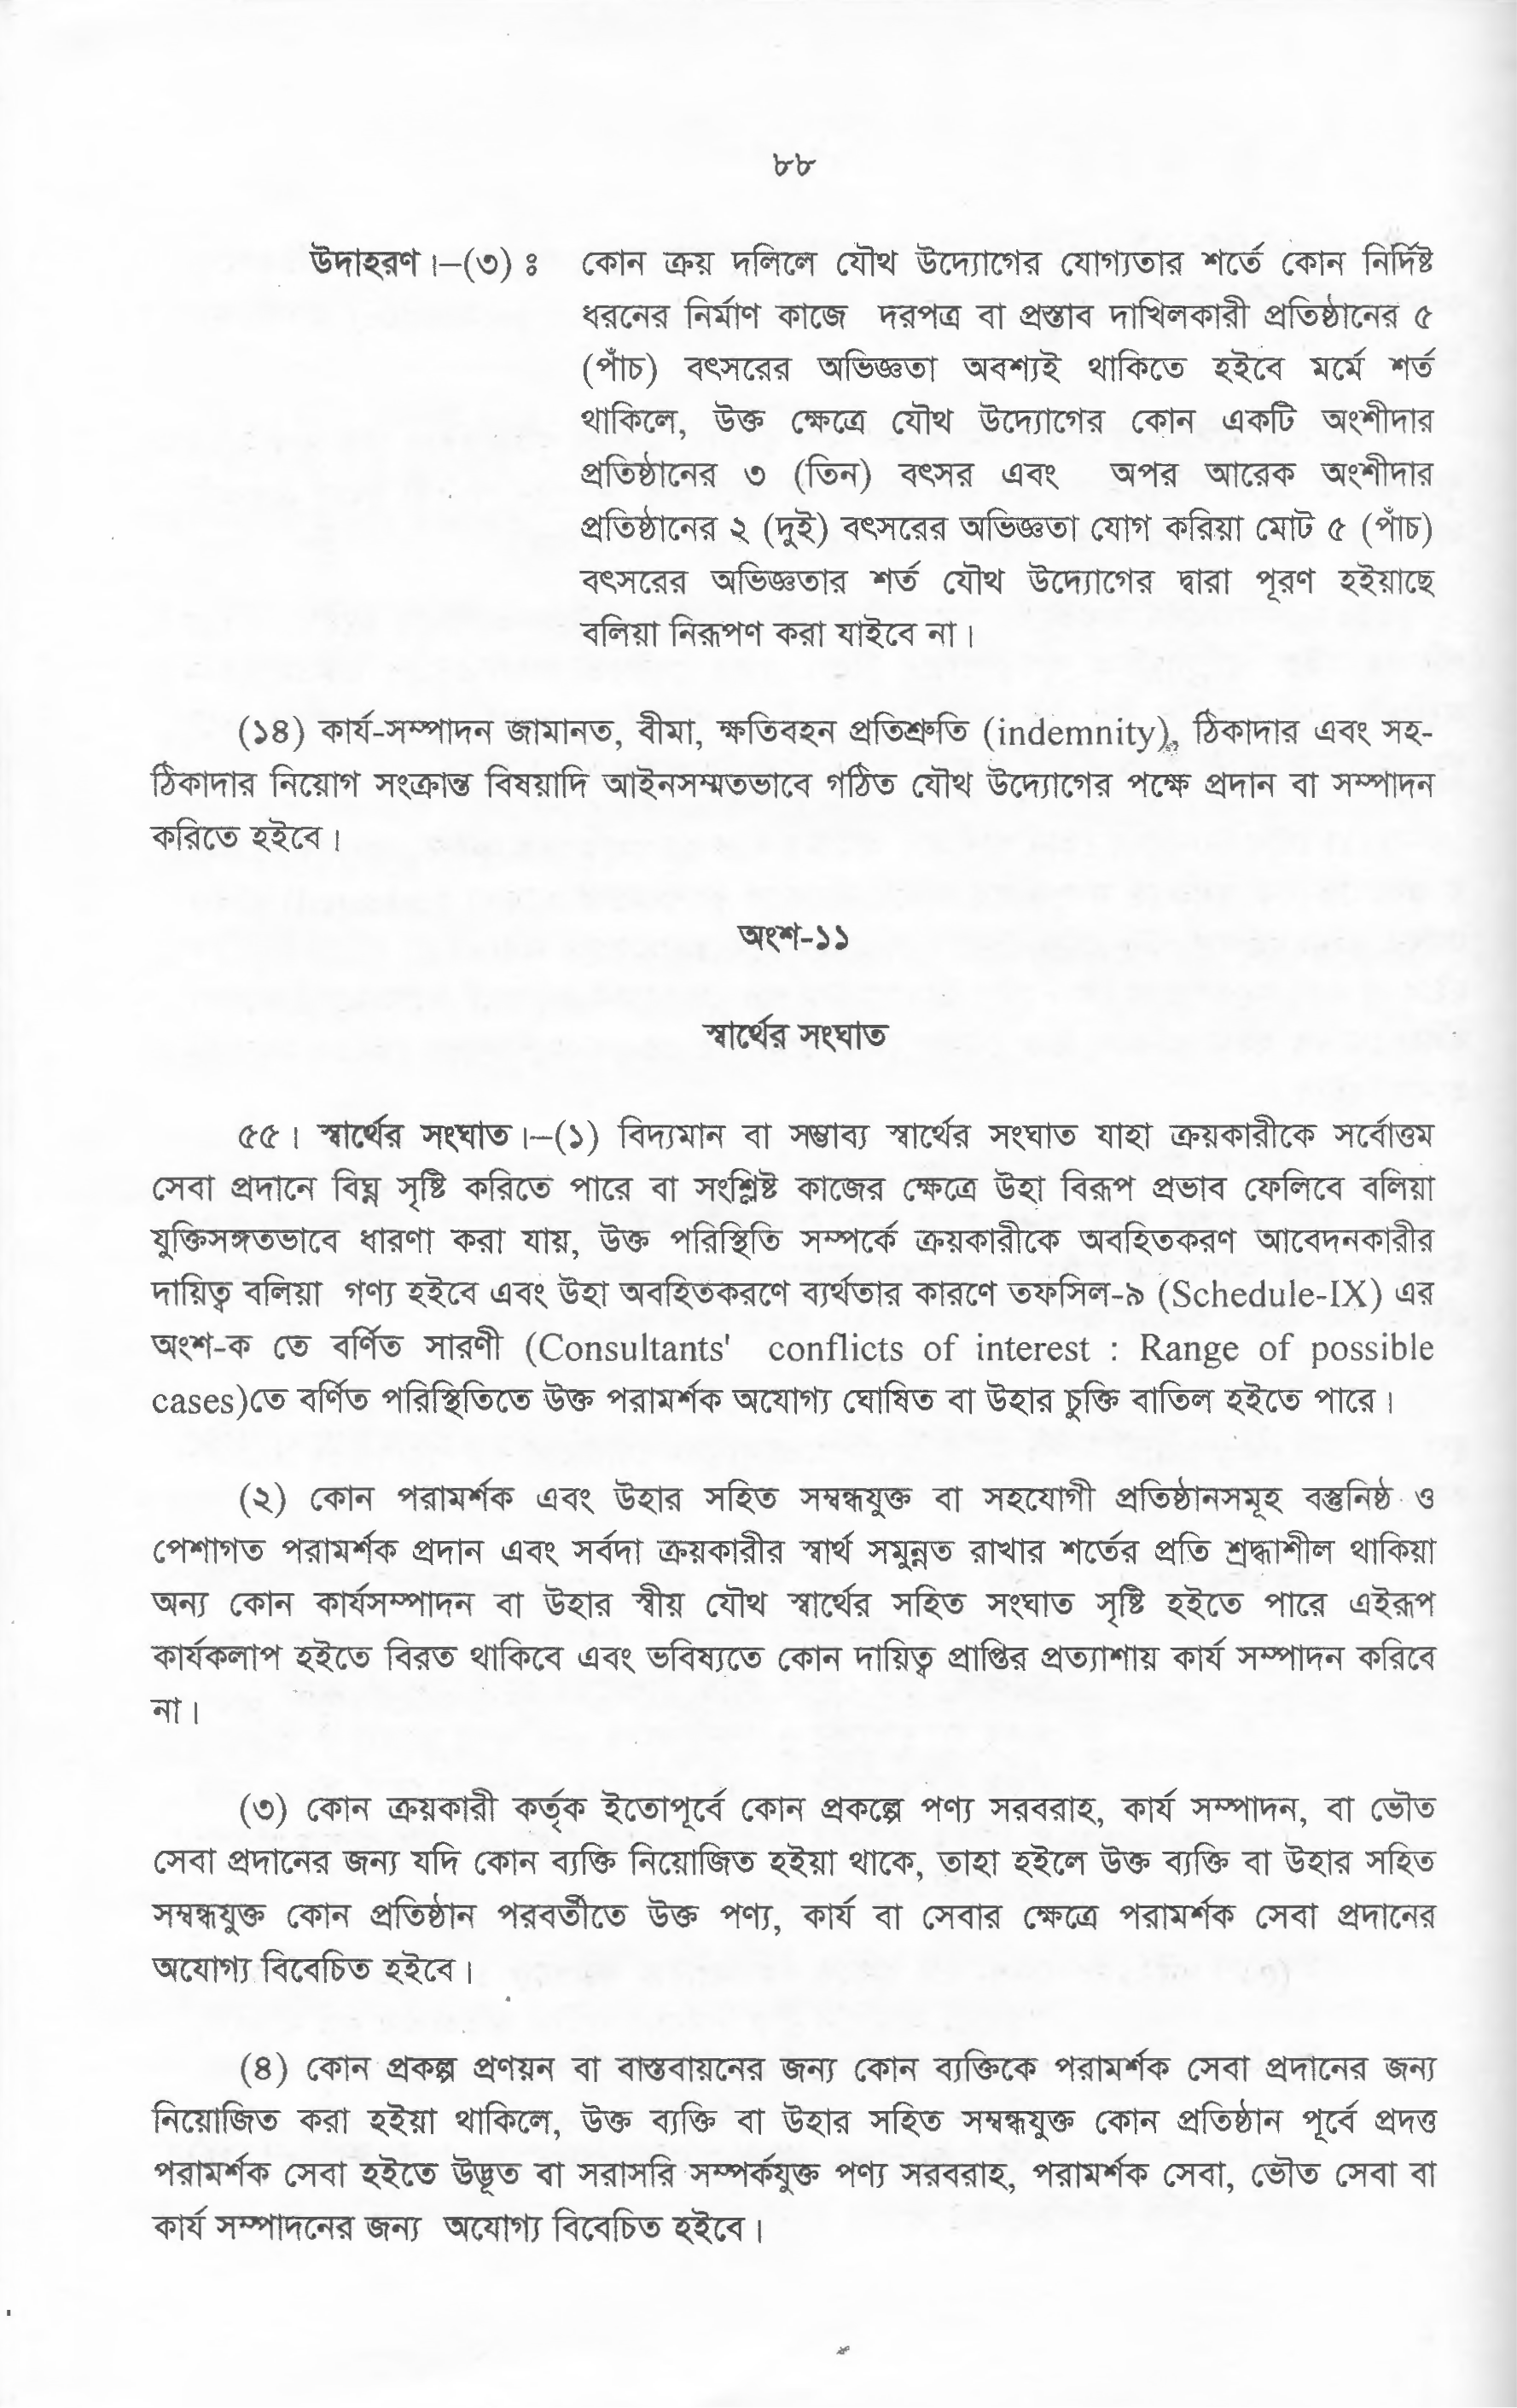 ৮৮
উদাহরণ।–(৩) ঃ কোন ক্রয় দলিলে যৌথ উদ্যোগের যোগ্যতার শর্তে কোন নির্দিষ্ট
ধরনের নির্মাণ কাজে দরপত্র বা প্রস্তাব দাখিলকারী প্রতিষ্ঠানের ৫
(পাঁচ) বৎসরের অভিজ্ঞতা অবশ্যই থাকিতে হইবে মর্মে শর্ত
থাকিলে, উক্ত ক্ষেত্রে যৌথ উদ্যোগের কোন একটি অংশীদার
প্রতিষ্ঠানের ৩ (তিন) বৎসর এবং অপর আরেক অংশীদার
প্রতিষ্ঠানের ২ (দুই) বৎসরের অভিজ্ঞতা যোগ করিয়া মোট ৫ (পাঁচ)
বৎসরের অভিজ্ঞতার শর্ত যৌথ উদ্যোগের দ্বারা পূরণ হইয়াছে
বলিয়া নিরূপণ করা যাইবে না।
(১৪) কার্য-সম্পাদন জামানত, বীমা, ক্ষতিবহন প্রতিশ্রুতি (indemnity), ঠিকাদার এবং সহ-
ঠিকাদার নিয়োগ সংক্রান্ত বিষয়াদি আইনসম্মতভাবে গঠিত যৌথ উদ্যোগের পক্ষে প্রদান বা সম্পাদন
করিতে হইবে।
অংশ-১১
স্বার্থের সংঘাত
৫৫। স্বার্থের সংঘাত।–(১) বিদ্যমান বা সম্ভাব্য স্বার্থের সংঘাত যাহা ক্রয়কারীকে সর্বোত্তম
সেবা প্রদানে বিঘ্ন সৃষ্টি করিতে পারে বা সংশ্লিষ্ট কাজের ক্ষেত্রে উহা বিরূপ প্রভাব ফেলিবে বলিয়া
যুক্তিসঙ্গতভাবে ধারণা করা যায়, উক্ত পরিস্থিতি সম্পর্কে ক্রয়কারীকে অবহিতকরণ আবেদনকারীর
দায়িত্ব বলিয়া গণ্য হইবে এবং উহা অবহিতকরণে ব্যর্থতার কারণে তফসিল-৯ (Schedule-IX) এর
অংশ-ক তে বর্ণিত সারণী (Consultants' conflicts of interest : Range of possible
cases)তে বর্ণিত পরিস্থিতিতে উক্ত পরামর্শক অযোগ্য ঘোষিত বা উহার চুক্তি বাতিল হইতে পারে।
(২) কোন পরামর্শক এবং উহার সহিত সম্বন্ধযুক্ত বা সহযোগী প্রতিষ্ঠানসমূহ বস্তুনিষ্ঠ ও
পেশাগত পরামর্শক প্রদান এবং সর্বদা ক্রয়কারীর স্বার্থ সমুন্নত রাখার শর্তের প্রতি শ্রদ্ধাশীল থাকিয়া
অন্য কোন কার্যসম্পাদন বা উহার স্বীয় যৌথ স্বার্থের সহিত সংঘাত সৃষ্টি হইতে পারে এইরূপ
কার্যকলাপ হইতে বিরত থাকিবে এবং ভবিষ্যতে কোন দায়িত্ব প্রাপ্তির প্রত্যাশায় কার্য সম্পাদন করিবে
না।
(৩) কোন ক্রয়কারী কর্তৃক ইতোপূর্বে কোন প্রকল্পে পণ্য সরবরাহ, কার্য সম্পাদন, বা ভৌত
সেবা প্রদানের জন্য যদি কোন ব্যক্তি নিয়োজিত হইয়া থাকে, তাহা হইলে উক্ত ব্যক্তি বা উহার সহিত
সম্বন্ধযুক্ত কোন প্রতিষ্ঠান পরবর্তীতে উক্ত পণ্য, কার্য বা সেবার ক্ষেত্রে পরামর্শক সেবা প্রদানের
অযোগ্য বিবেচিত হইবে।
(৪) কোন প্রকল্প প্রণয়ন বা বাস্তবায়নের জন্য কোন ব্যক্তিকে পরামর্শক সেবা প্রদানের জন্য
নিয়োজিত করা হইয়া থাকিলে, উক্ত ব্যক্তি বা উহার সহিত সম্বন্ধযুক্ত কোন প্রতিষ্ঠান পূর্বে প্রদত্ত
পরামর্শক সেবা হইতে উদ্ভূত বা সরাসরি সম্পর্কযুক্ত পণ্য সরবরাহ, পরামর্শক সেবা, ভৌত সেবা বা
কার্য সম্পাদনের জন্য অযোগ্য বিবেচিত হইবে।